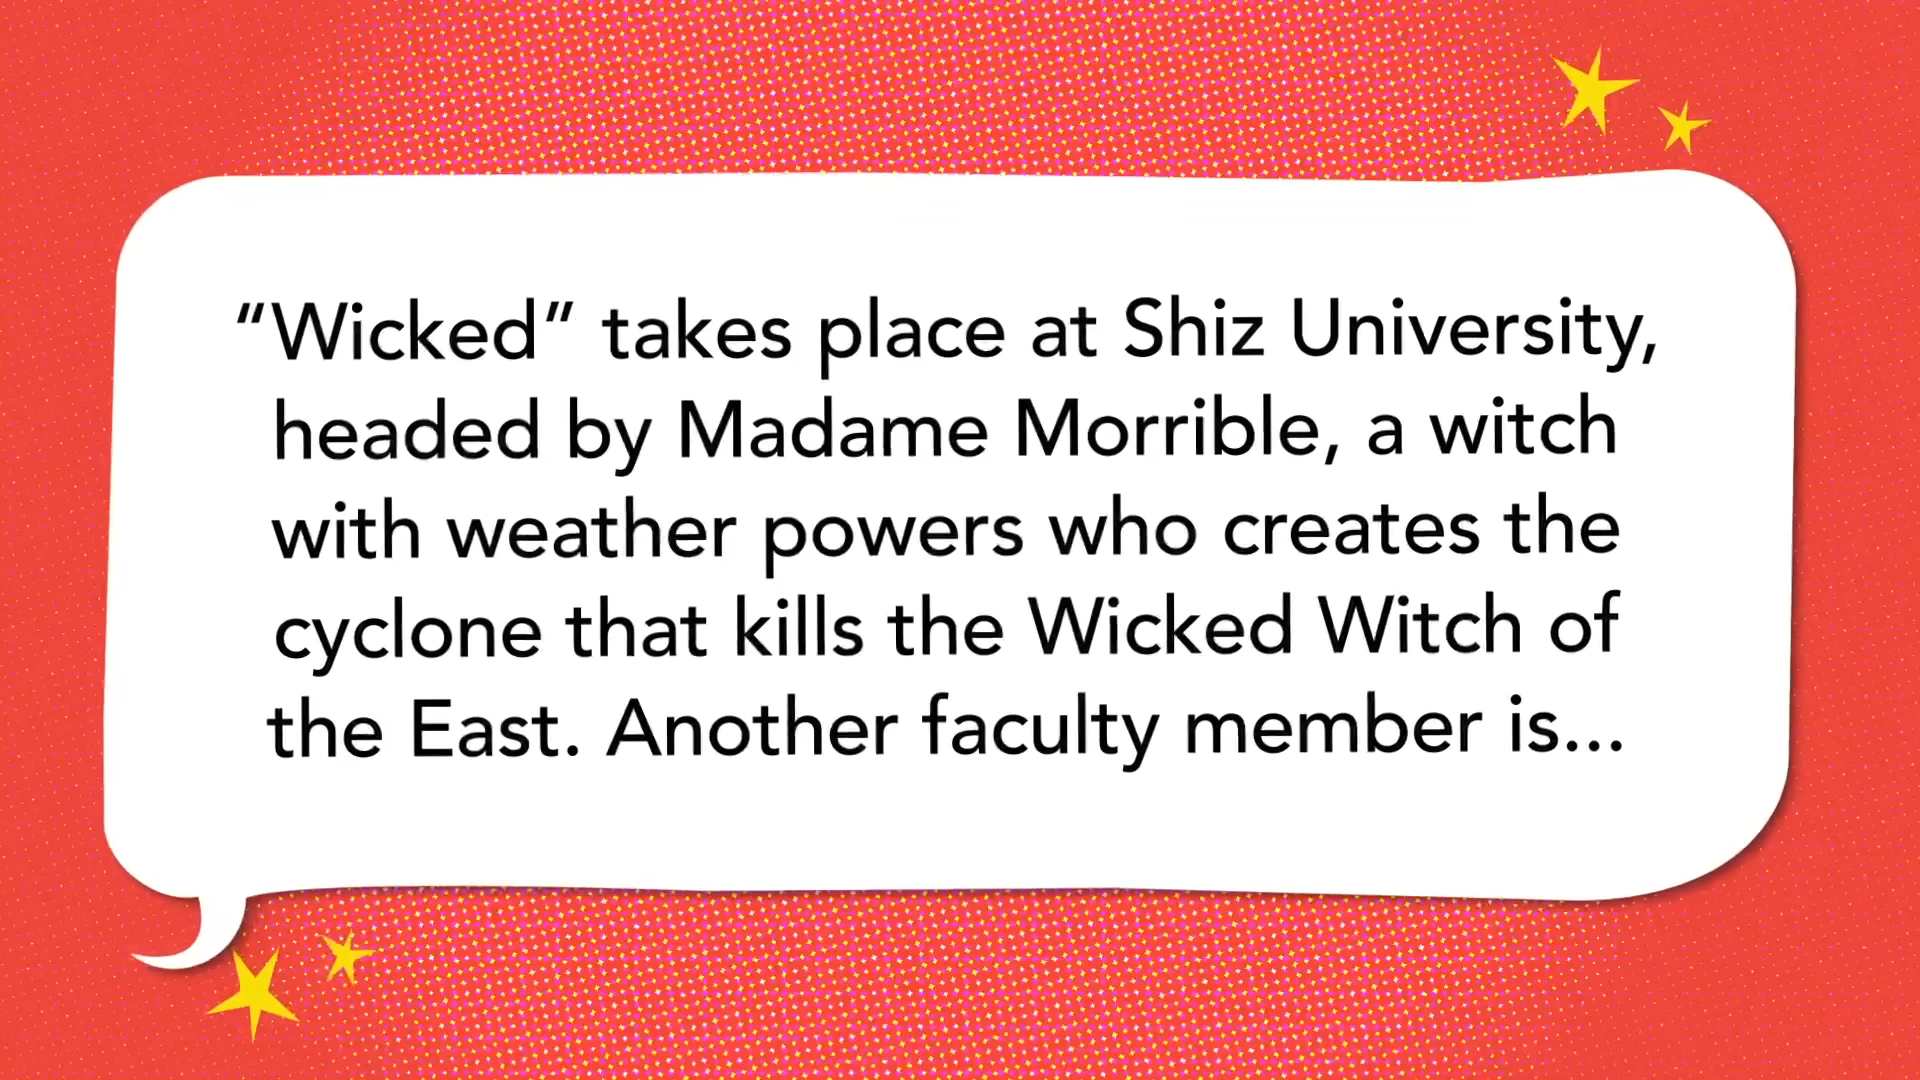 “Wicked” takes place at Shiz University,
headed by Madame Morrible, a witch
with weather powers who creates the
cyclone that kills the Wicked Witch of
the East. Another faculty member is...